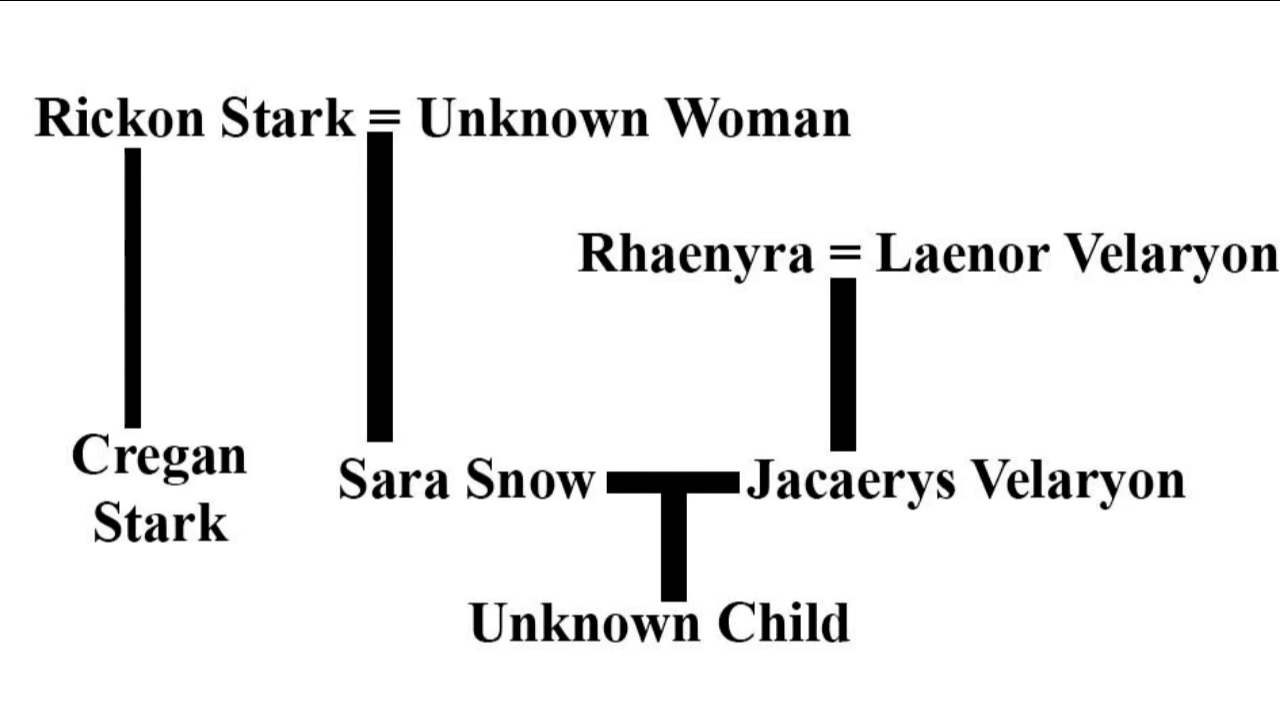 Rickon Stark = Unknown Woman
Rhaenyra = Laenor Velaryon
Cregan
Stark
Sara Snow Jacaerys Velaryon
Unknown Child